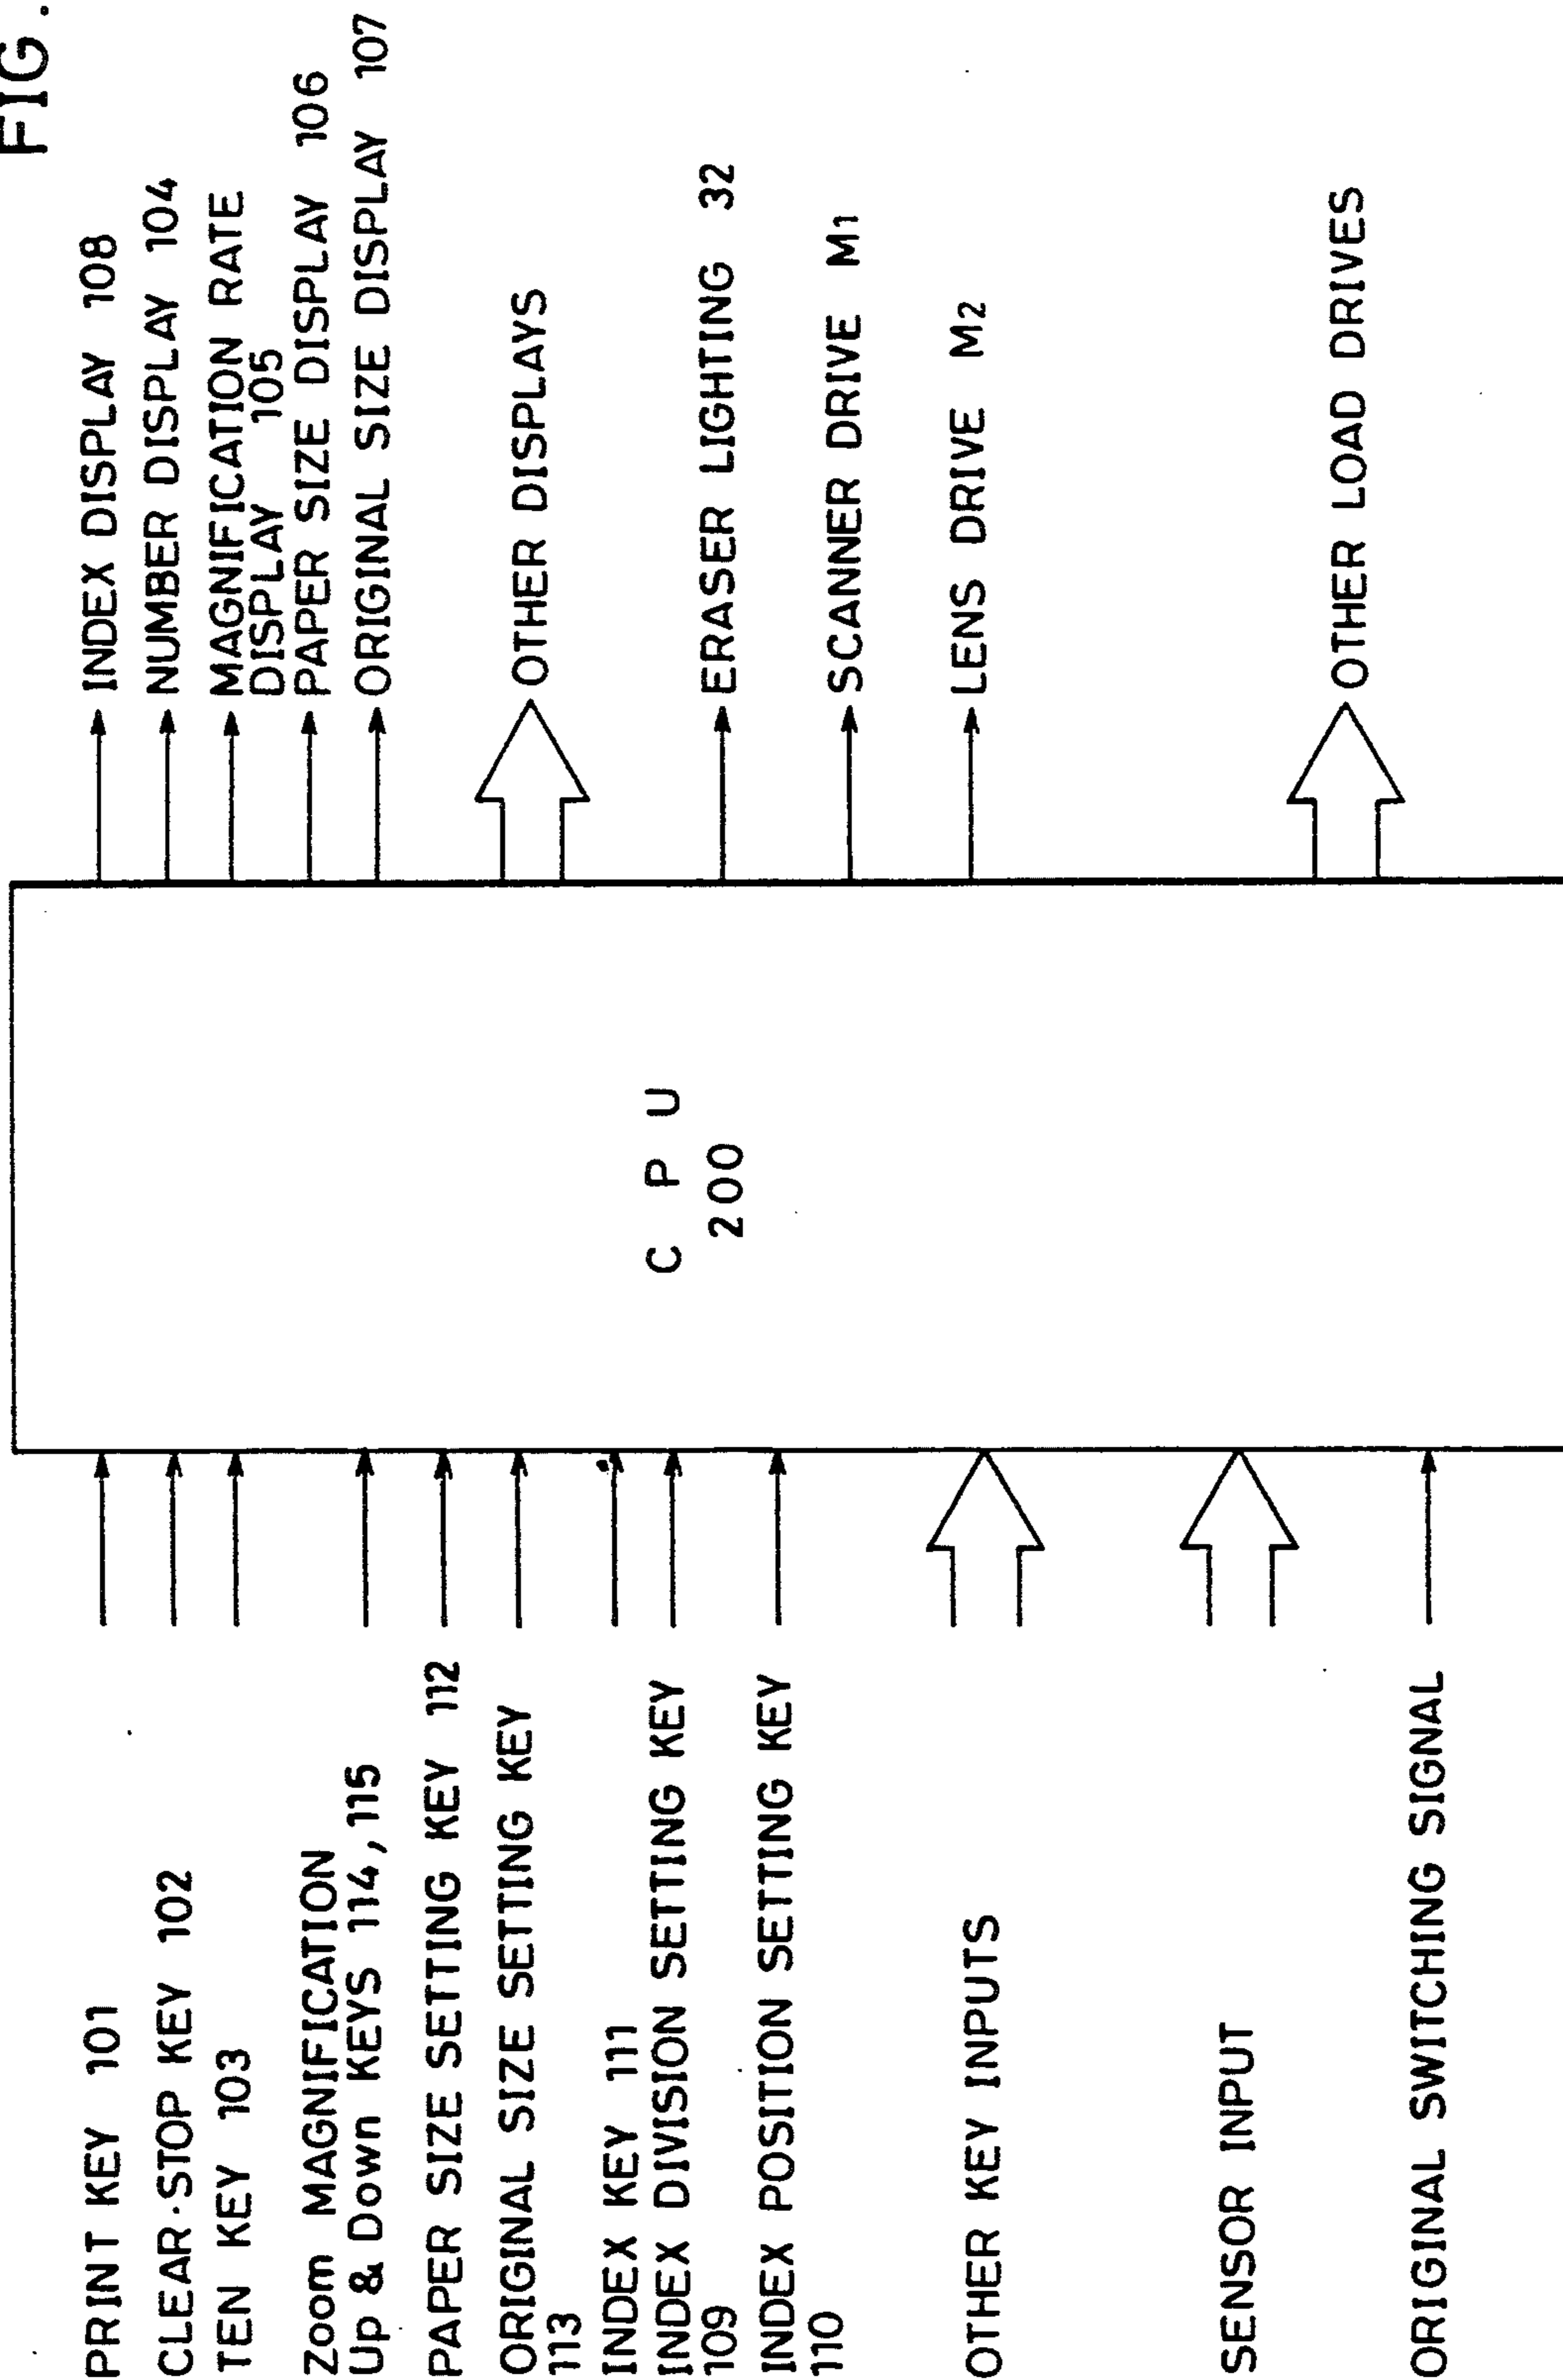 FIG.
PRINT KEY 101
CLEAR·STOP KEY 102
TEN KEY 103
Zoom MAGNIFICATION
Up & Down KEYS 114,115
PAPER SIZE SETTING KEY 112
ORIGINAL SIZE SETTING KEY
113
INDEX KEY 111
INDEX DIVISION SETTING KEY
109
INDEX POSITION SETTING KEY
110
OTHER KEY INPUTS
SENSOR INPUT
ORIGINAL SWITCHING SIGNAL
C P U
200
INDEX DISPLAY 108
NUMBER DISPLAY 104
MAGNIFICATION RATE
DISPLAY 105
PAPER SIZE DISPLAY 106
ORIGINAL SIZE DISPLAY 107
OTHER DISPLAYS
ERASER LIGHTING 32
SCANNER DRIVE M1
LENS DRIVE M2
OTHER LOAD DRIVES